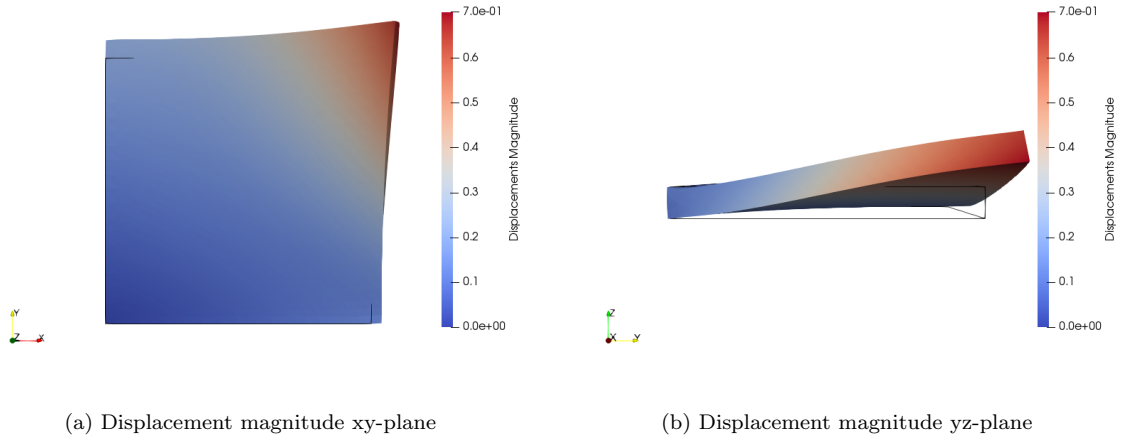 7.0e-01
0.6
0.5
0.4
0.3
0.2
0.1
0.0e+00
Displacements Magnitude
Y
Z
X
7.0e-01
0.6
0.5
0.4
0.3
0.2
0.1
0.0e+00
Displacements Magnitude
Z
X
Y
(a) Displacement magnitude xy-plane
(b) Displacement magnitude yz-plane